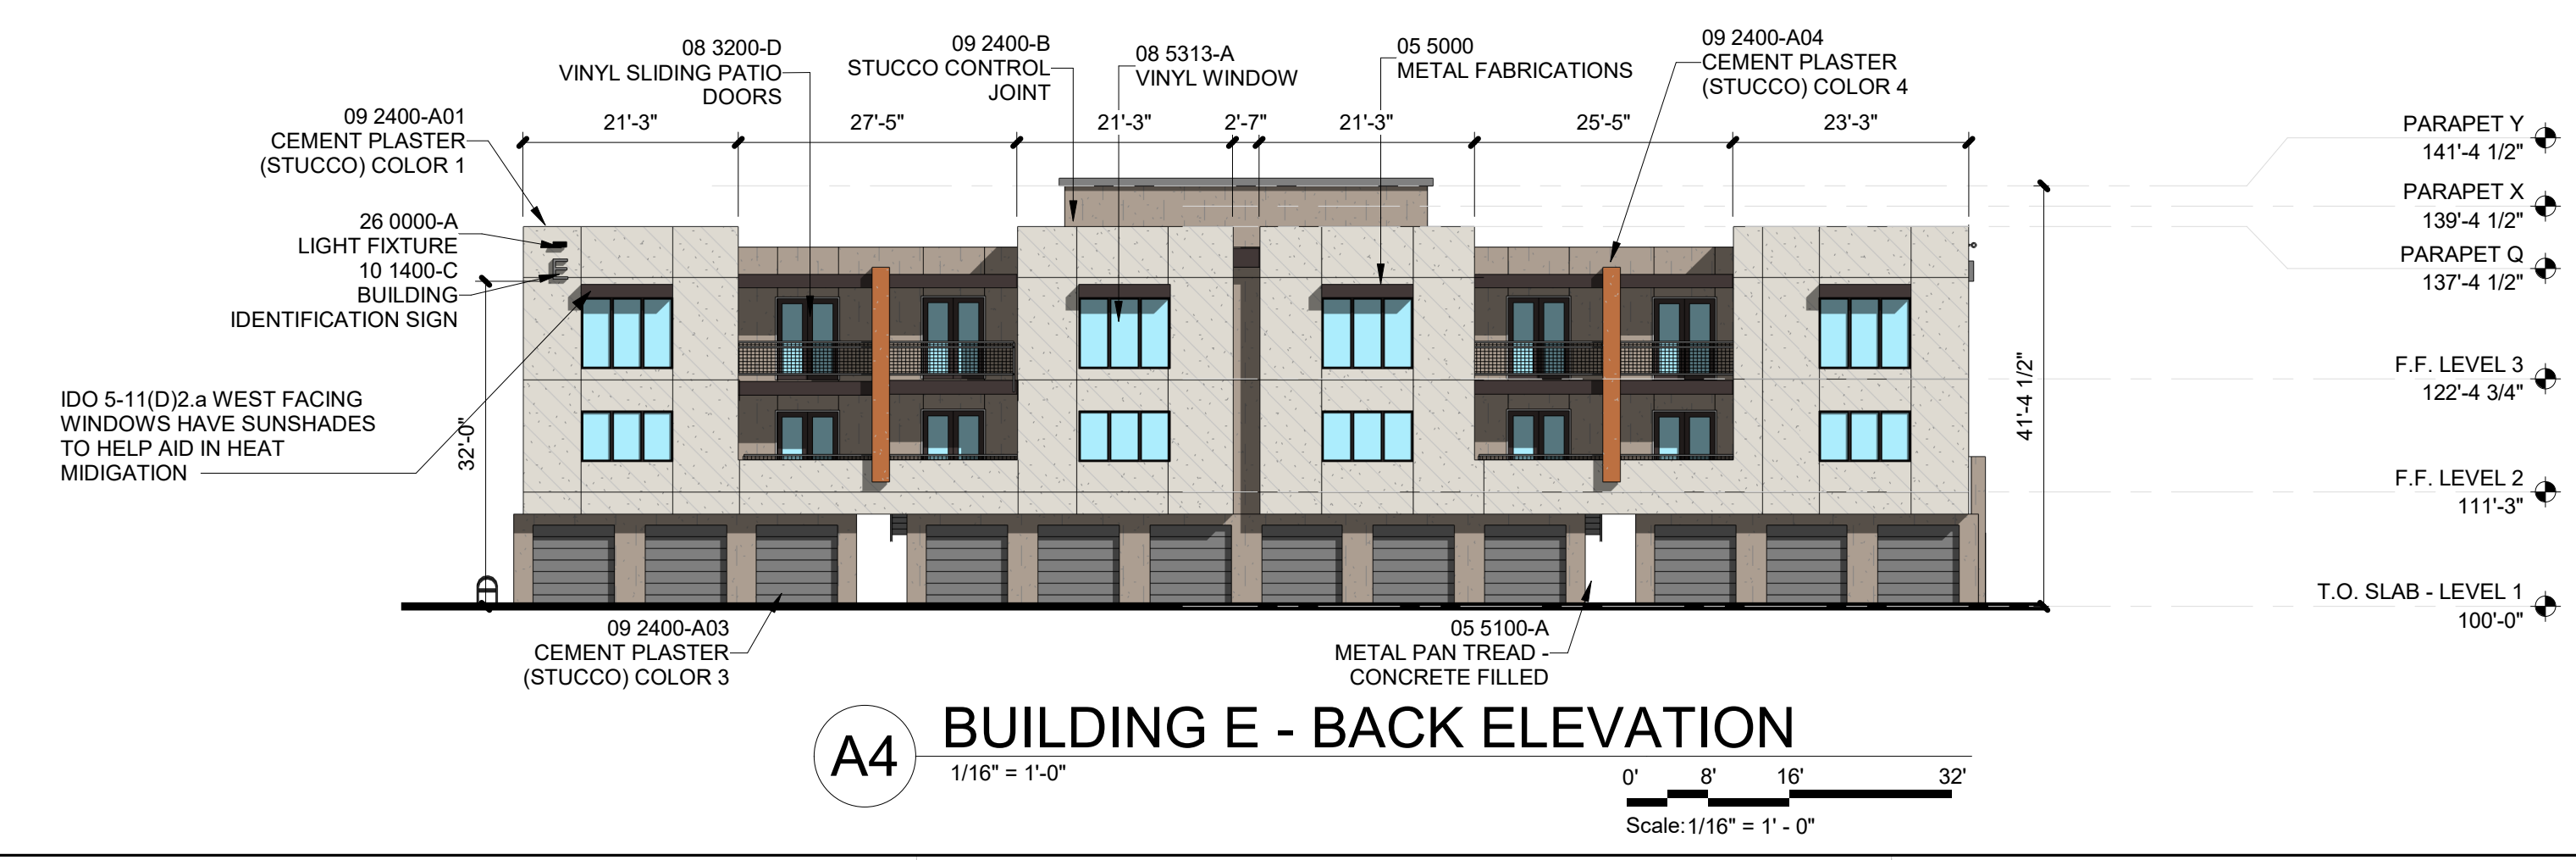 08 3200-D
VINYL SLIDING PATIO
DOORS
09 2400-B
STUCCO CONTROL
JOINT
08 5313-A
VINYL WINDOW
05 5000
METAL FABRICATIONS
09 2400-A04
CEMENT PLASTER
(STUCCO) COLOR 4
09 2400-A01
CEMENT PLASTER
(STUCCO) COLOR 1
21'-3"
27'-5"
21'-3"
2'-7"
21'-3"
25'-5"
23'-3"
PARAPET Y
141'-4 1/2"
PARAPET X
139'-4 1/2"
PARAPET Q
137'-4 1/2"
26 0000-A
LIGHT FIXTURE
10 1400-C
BUILDING
IDENTIFICATION SIGN
E
IDO 5-11(D)2.a WEST FACING
WINDOWS HAVE SUNSHADES
TO HELP AID IN HEAT
MIDIGATION
32'-0"
41'-4 1/2"
F.F. LEVEL 3
122'-4 3/4"
F.F. LEVEL 2
111'-3"
T.O. SLAB - LEVEL 1
100'-0"
09 2400-A03
CEMENT PLASTER
(STUCCO) COLOR 3
05 5100-A
METAL PAN TREAD -
CONCRETE FILLED
A4
BUILDING E - BACK ELEVATION
1/16" = 1'-0"
0' 8' 16' 32'
Scale: 1/16" = 1' - 0"